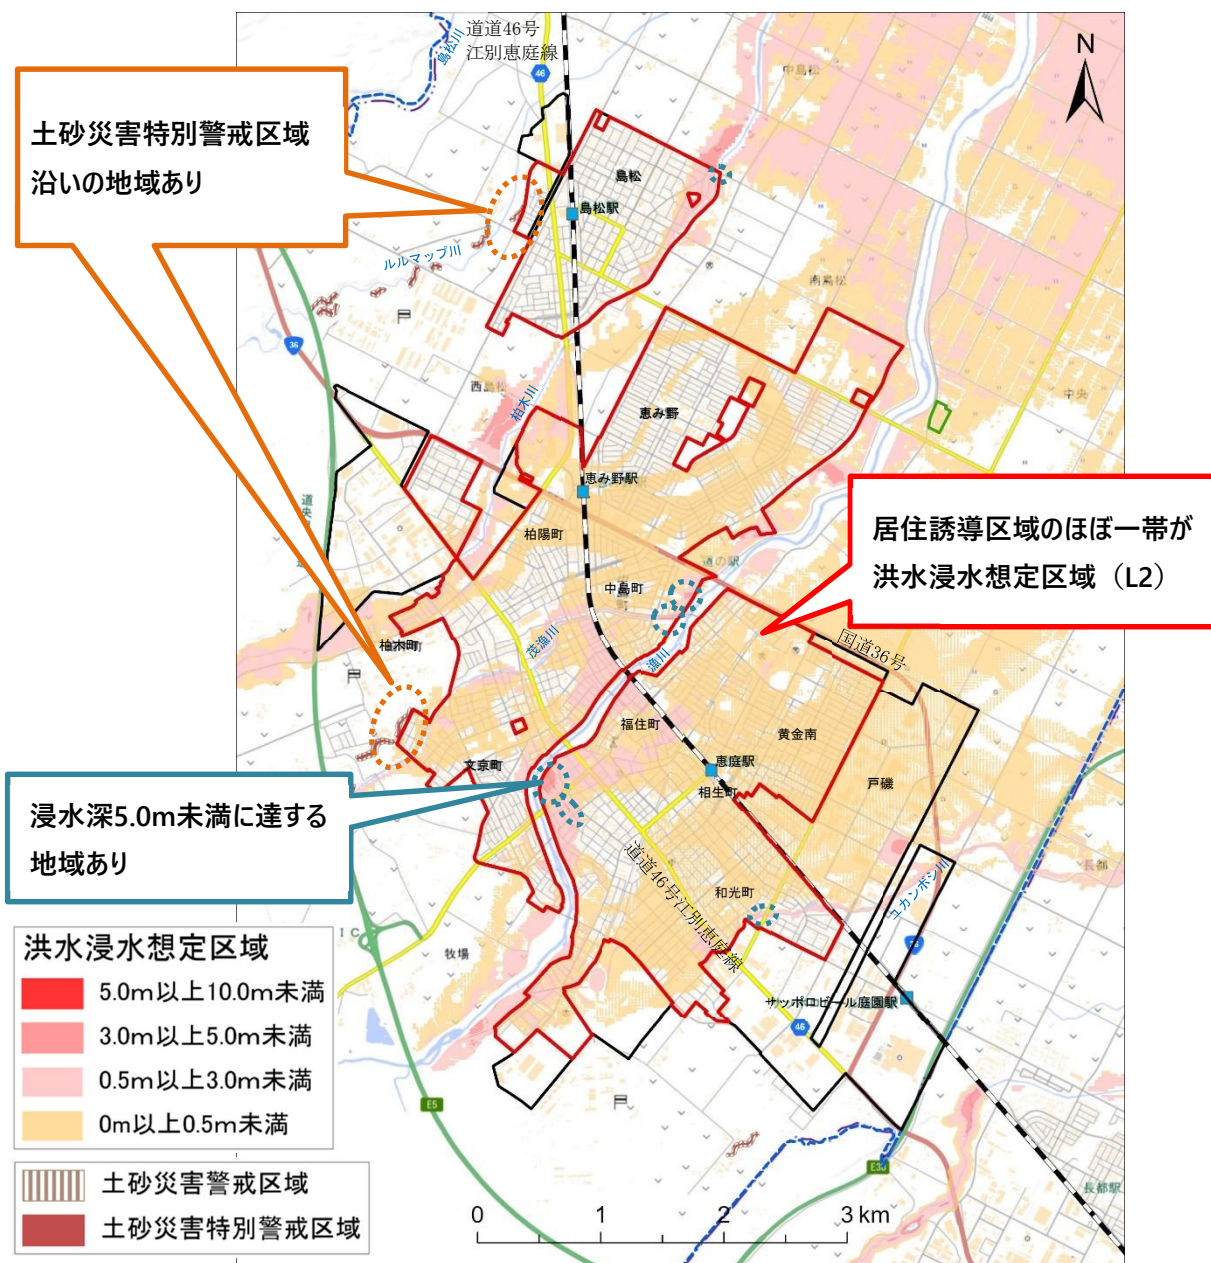 道道46号
江別恵庭線
島松川
46
中島松
N
土砂災害特別警戒区域
沿いの地域あり
島松
島松駅
ルルマップ川
南島松
36
西島松
柏木川
恵み野
中央
恵み野駅
居住誘導区域のほぼ一帯が
洪水浸水想定区域（L2）
柏陽町
道の駅
中島町
国道36号
柏木町
茂漁川
漁川
福住町
黄金南
恵庭駅
文京町
戸磯
相生町
浸水深5.0m未満に達する
地域あり
道道46号江別恵庭線
和光町
ユカンボシ川
長都
IC
牧場
サッポロビール庭園駅
46
洪水浸水想定区域
5.0m以上10.0m未満
3.0m以上5.0m未満
0.5m以上3.0m未満
0m以上0.5m未満
E5
土砂災害警戒区域
土砂災害特別警戒区域
長都駅
0 1 2 3 km